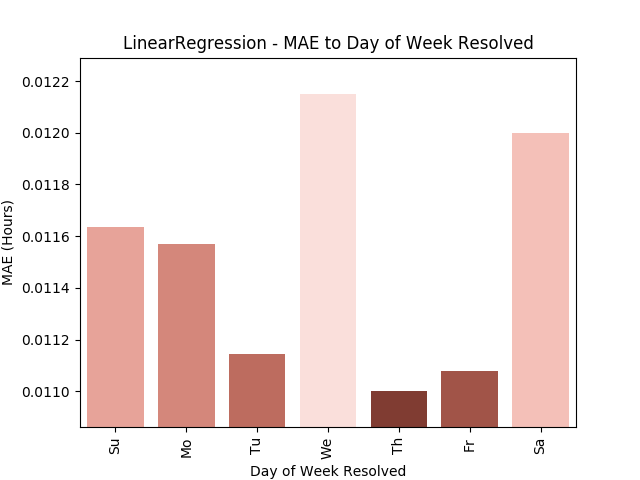 LinearRegression - MAE to Day of Week Resolved
0.0122
0.0120
0.0118
0.0116
0.0114
0.0112
0.0110
MAE (Hours)
Su
Mo
Tu
We
Th
Fr
Sa
Day of Week Resolved